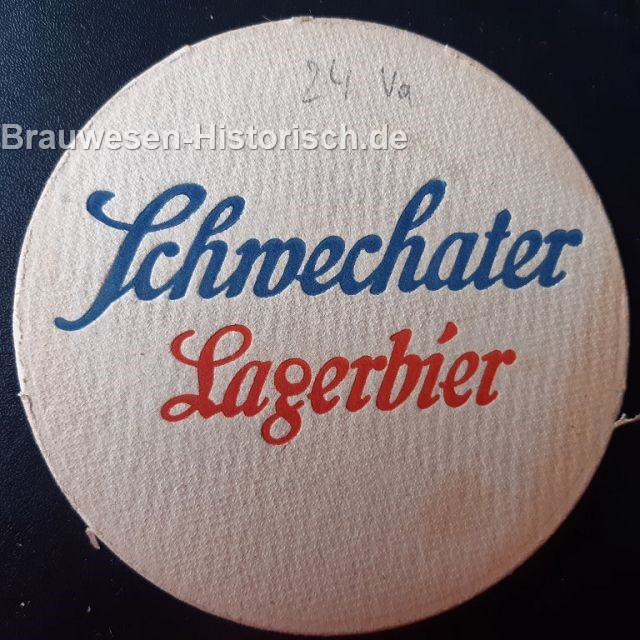 24 Va
Brauwesen-Historisch.de
Schwechater
Lagerbier